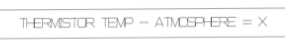 THERMISTOR TEMP - ATMOSPHERE = X